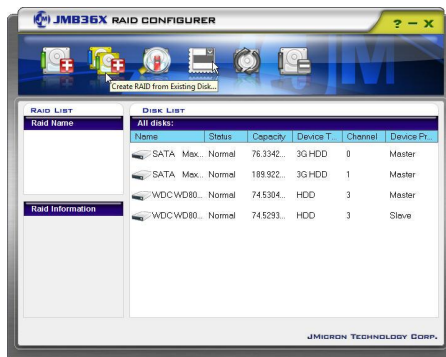 JMB36X RAID CONFIGURER
? – X
Create RAID from Existing Disk...
RAID LIST
Raid Name
Raid Information
DISK LIST
All disks:
Name Status Capacity Device T... Channel Device Pr...
SATA Max... Normal 76.3342... 3G HDD 0 Master
SATA Max... Normal 189.922... 3G HDD 1 Master
WDC WD80... Normal 74.5304... HDD 3 Master
WDC WD80... Normal 74.5293... HDD 3 Slave
JMICRON TECHNOLOGY CORP.